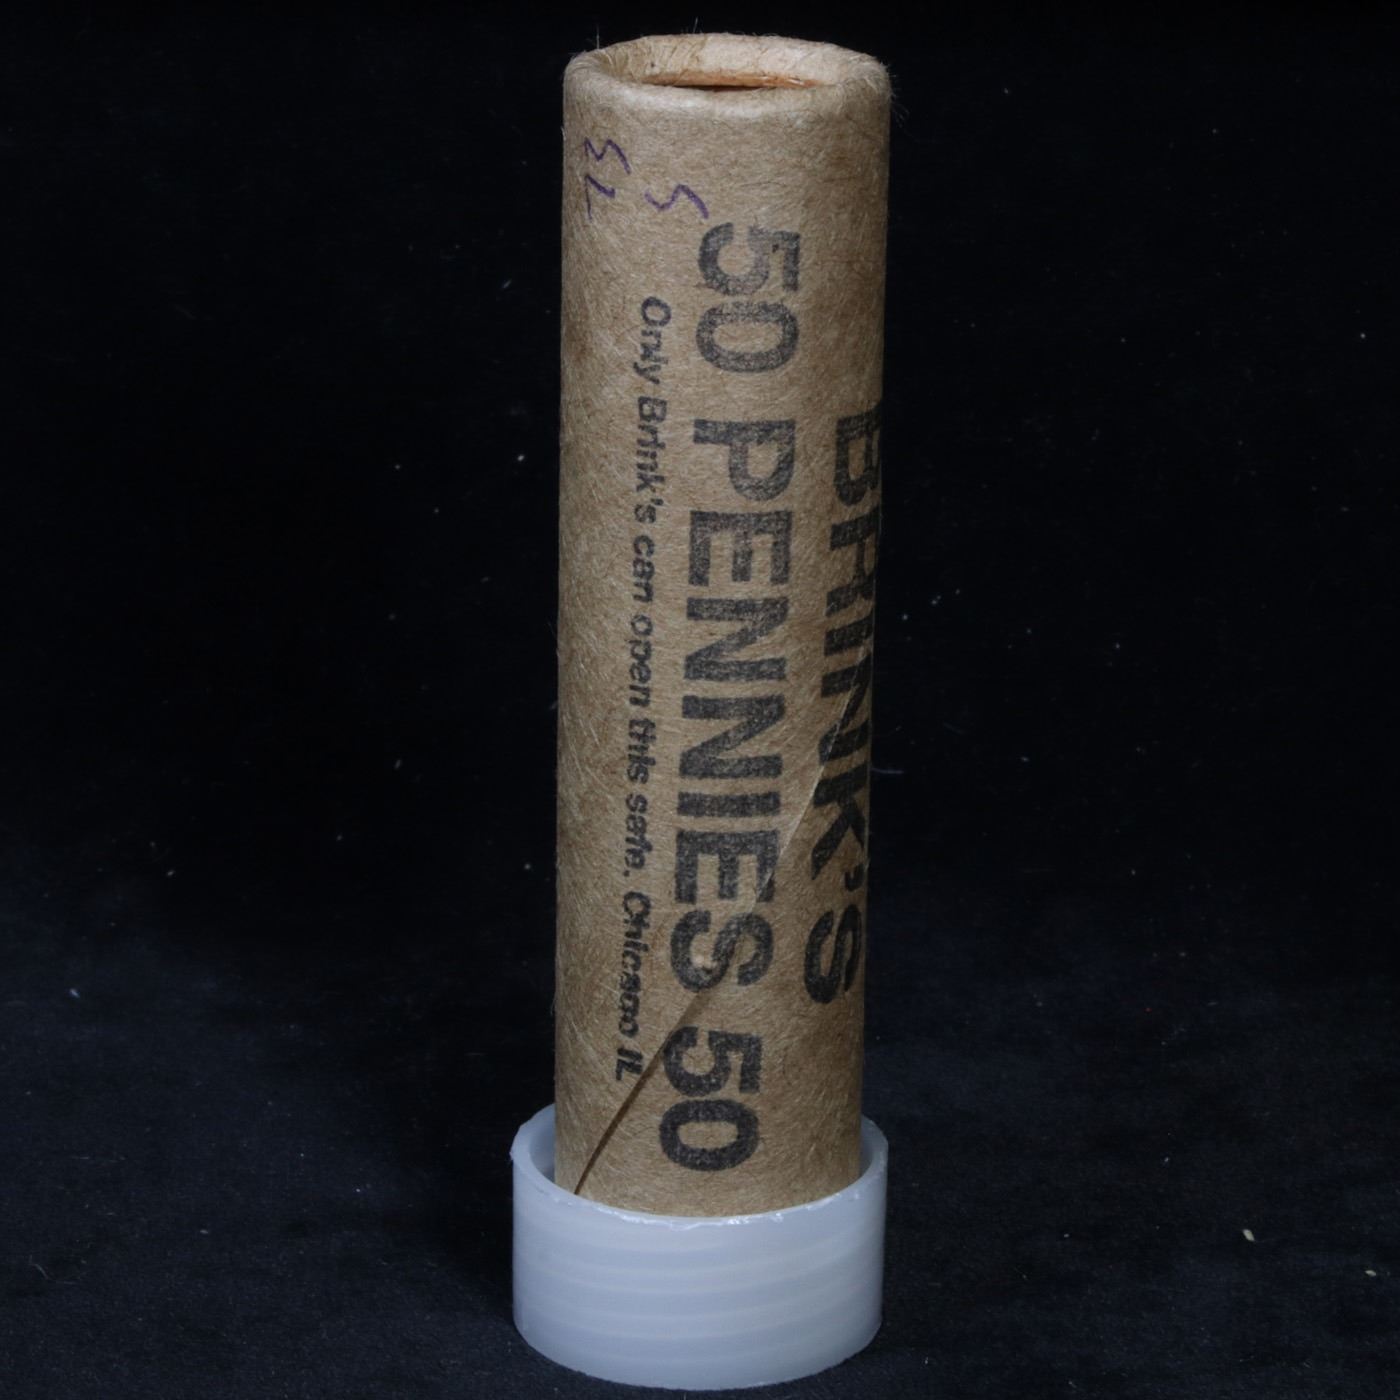 BRINK'S
50 PENNIES 50
Only Brink's can open this safe. Chicago IL